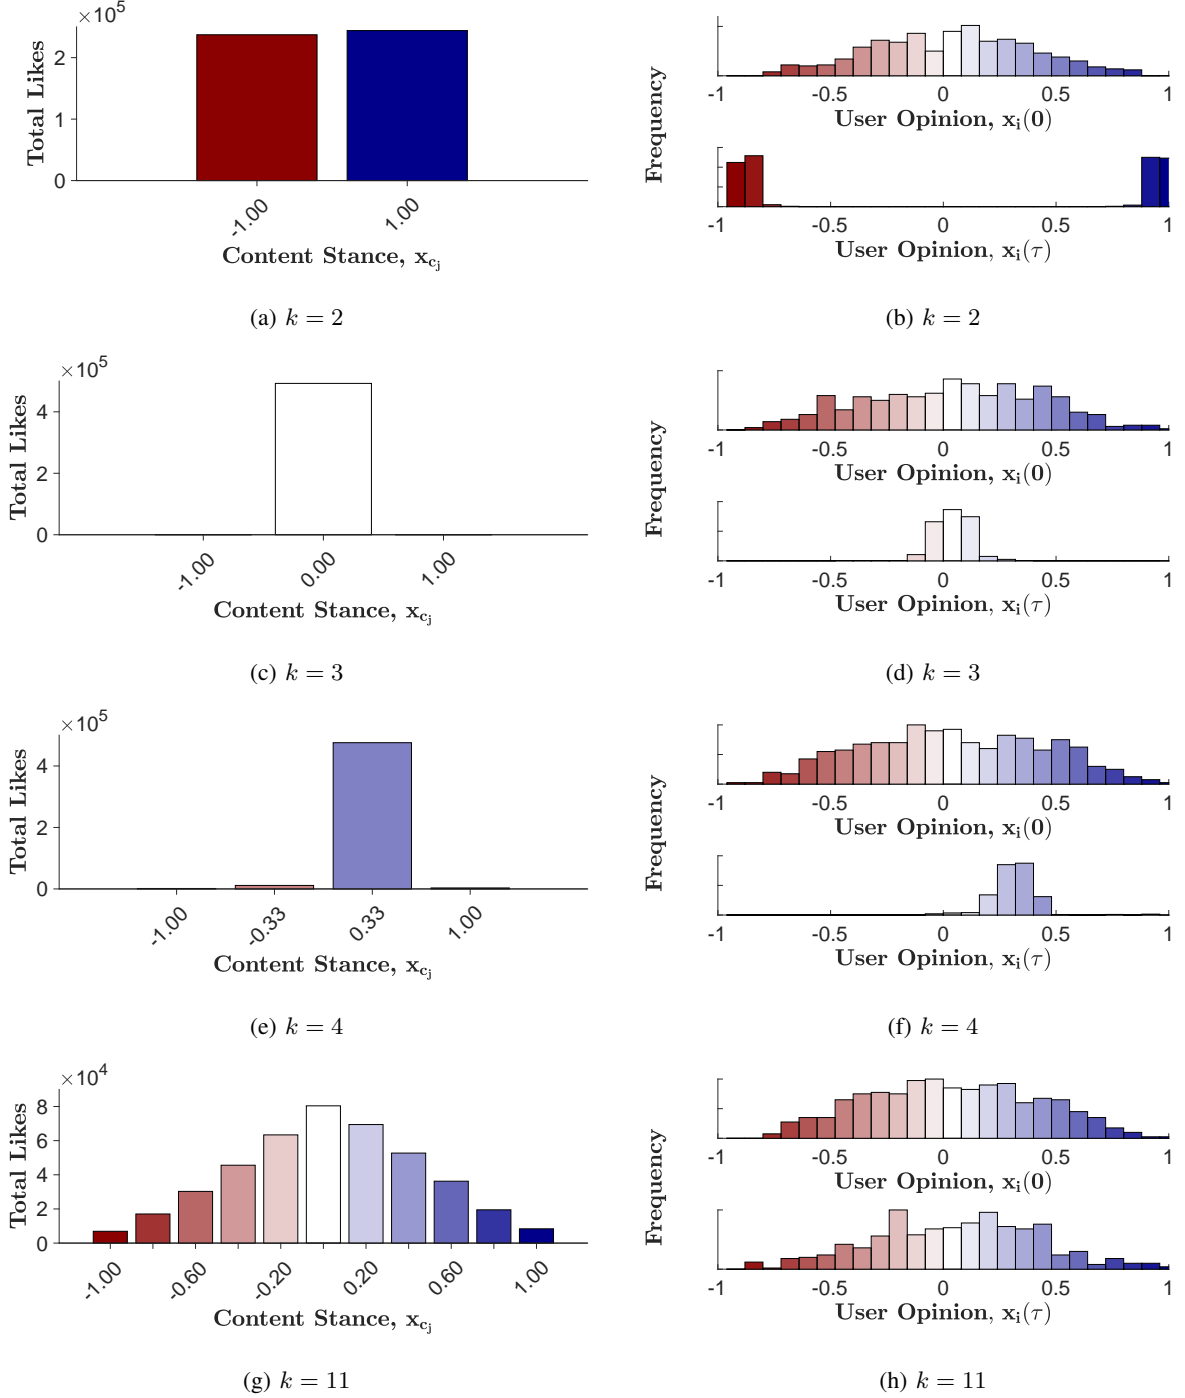 ×10^5
Total Likes
2
1
0
-1.00
1.00
Content Stance, x_{c_j}
(a) k = 2
Frequency
-1 -0.5 0 0.5 1
User Opinion, x_i(0)
-1 -0.5 0 0.5 1
User Opinion, x_i(τ)
(b) k = 2
×10^5
Total Likes
4
2
0
-1.00
0.00
1.00
Content Stance, x_{c_j}
(c) k = 3
Frequency
-1 -0.5 0 0.5 1
User Opinion, x_i(0)
-1 -0.5 0 0.5 1
User Opinion, x_i(τ)
(d) k = 3
×10^5
Total Likes
4
2
0
-1.00
-0.33
0.33
1.00
Content Stance, x_{c_j}
(e) k = 4
Frequency
-1 -0.5 0 0.5 1
User Opinion, x_i(0)
-1 -0.5 0 0.5 1
User Opinion, x_i(τ)
(f) k = 4
×10^4
Total Likes
8
6
4
2
0
-1.00
-0.60
-0.20
0.20
0.60
1.00
Content Stance, x_{c_j}
(g) k = 11
Frequency
-1 -0.5 0 0.5 1
User Opinion, x_i(0)
-1 -0.5 0 0.5 1
User Opinion, x_i(τ)
(h) k = 11